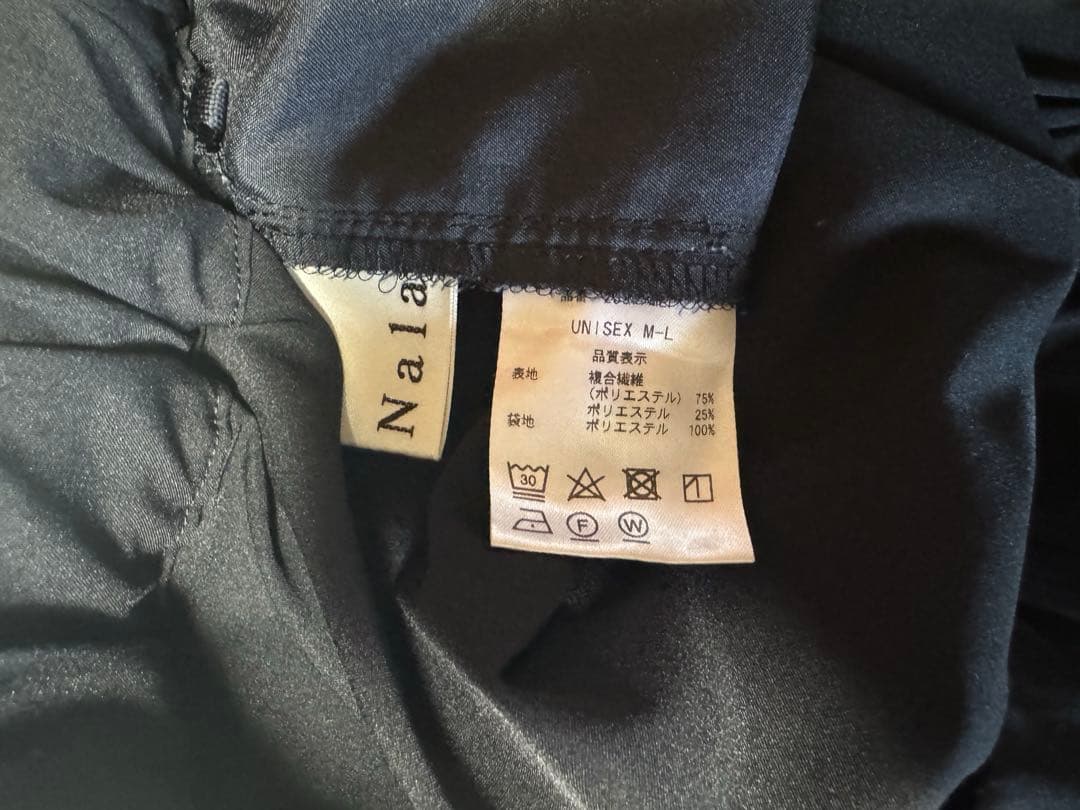 Nala
UNISEX M-L
品質表示
表地 複合繊維
(ポリエステル) 75%
ポリエステル 25%
袋地 ポリエステル 100%
30
F W